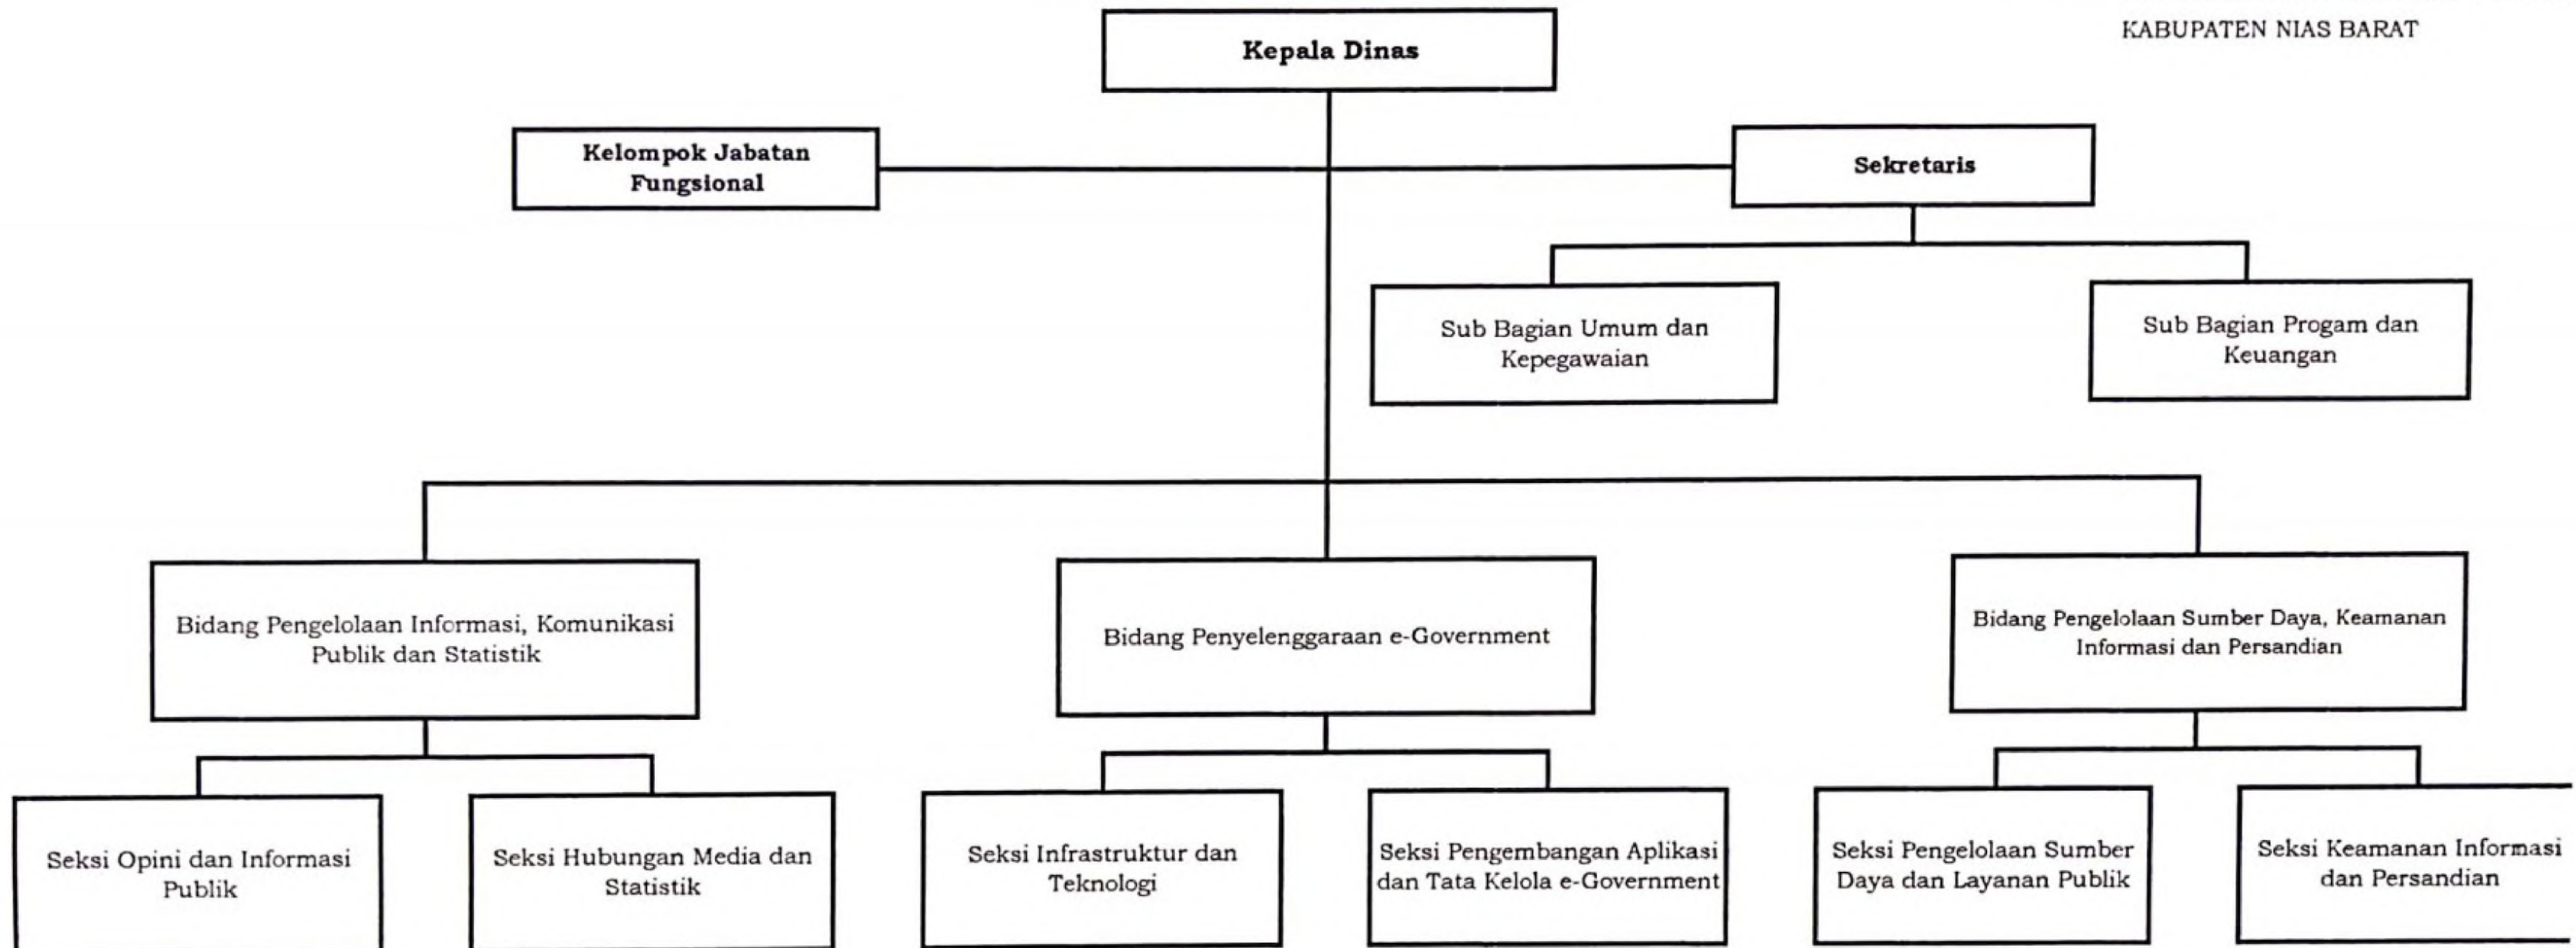 KABUPATEN NIAS BARAT
Kepala Dinas
Kelompok Jabatan
Fungsional
Sekretaris
Sub Bagian Umum dan
Kepegawaian
Sub Bagian Progam dan
Keuangan
Bidang Pengelolaan Informasi, Komunikasi
Publik dan Statistik
Bidang Penyelenggaraan e-Government
Bidang Pengelolaan Sumber Daya, Keamanan
Informasi dan Persandian
Seksi Opini dan Informasi
Publik
Seksi Hubungan Media dan
Statistik
Seksi Infrastruktur dan
Teknologi
Seksi Pengembangan Aplikasi
dan Tata Kelola e-Government
Seksi Pengelolaan Sumber
Daya dan Layanan Publik
Seksi Keamanan Informasi
dan Persandian